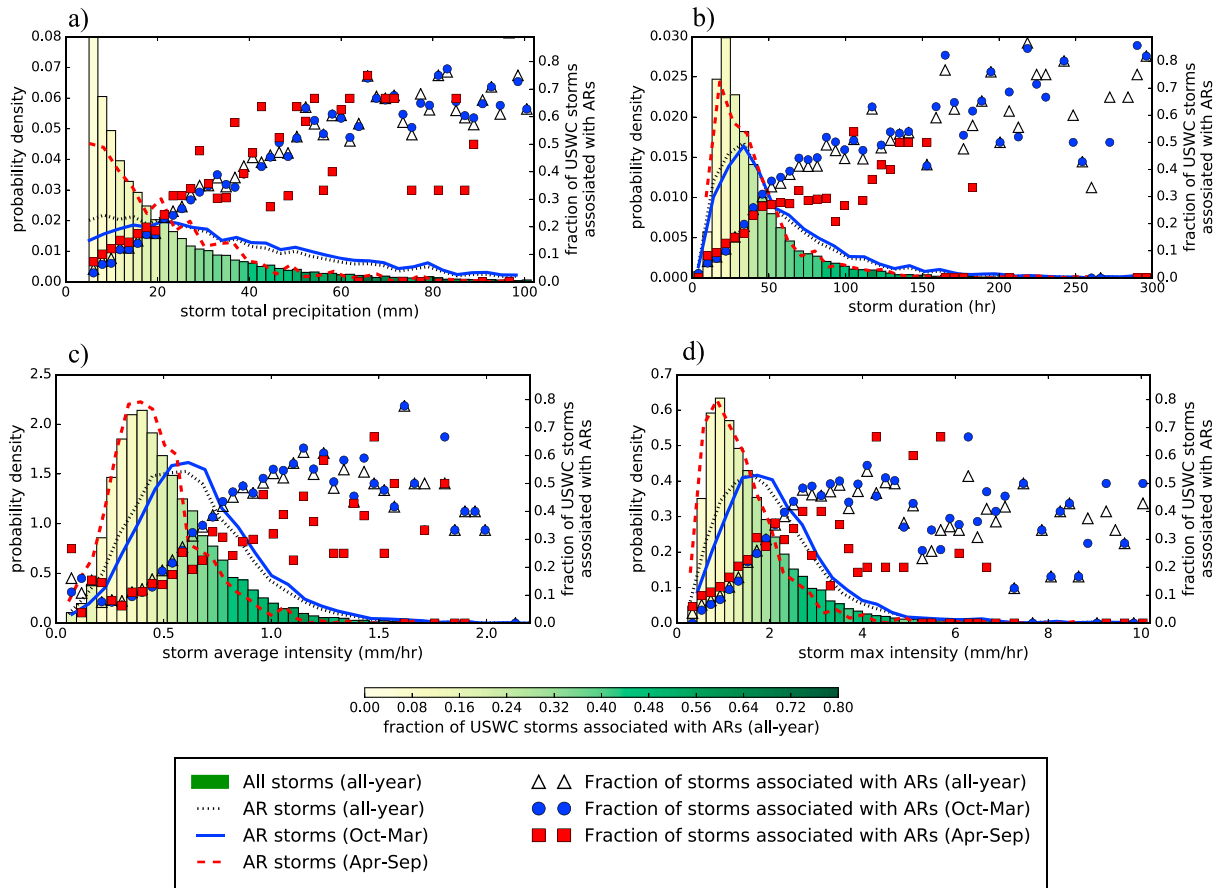 a)
0.08
0.07
0.06
0.05
0.04
0.03
0.02
0.01
0.00
probability density
0 20 40 60 80 100
storm total precipitation (mm)
0.8
0.7
0.6
0.5
0.4
0.3
0.2
0.1
0.0
fraction of USWC storms
assosiated with ARs
b)
0.030
0.025
0.020
0.015
0.010
0.005
0.000
probability density
0 50 100 150 200 250 300
storm duration (hr)
0.8
0.7
0.6
0.5
0.4
0.3
0.2
0.1
0.0
fraction of USWC storms
assosiated with ARs
c)
2.5
2.0
1.5
1.0
0.5
0.0
probability density
0.0 0.5 1.0 1.5 2.0
storm average intensity (mm/hr)
0.8
0.7
0.6
0.5
0.4
0.3
0.2
0.1
0.0
fraction of USWC storms
assosiated with ARs
d)
0.7
0.6
0.5
0.4
0.3
0.2
0.1
0.0
probability density
0 2 4 6 8 10
storm max intensity (mm/hr)
0.8
0.7
0.6
0.5
0.4
0.3
0.2
0.1
0.0
fraction of USWC storms
assosiated with ARs
0.00 0.08 0.16 0.24 0.32 0.40 0.48 0.56 0.64 0.72 0.80
fraction of USWC storms associated with ARs (all-year)
All storms (all-year)
AR storms (all-year)
AR storms (Oct-Mar)
AR storms (Apr-Sep)
Fraction of storms associated with ARs (all-year)
Fraction of storms associated with ARs (Oct-Mar)
Fraction of storms associated with ARs (Apr-Sep)